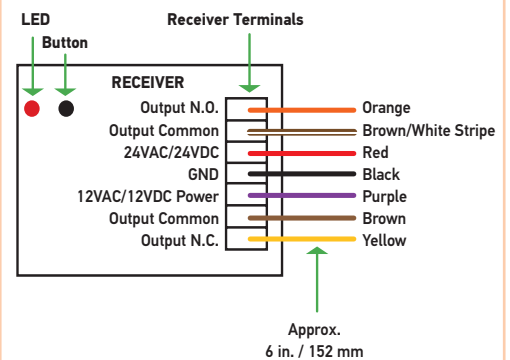 LED
Receiver Terminals
Button
RECEIVER
Output N.O. Orange
Output Common Brown/White Stripe
24VAC/24VDC Red
GND Black
12VAC/12VDC Power Purple
Output Common Brown
Output N.C. Yellow
Approx.
6 in. / 152 mm